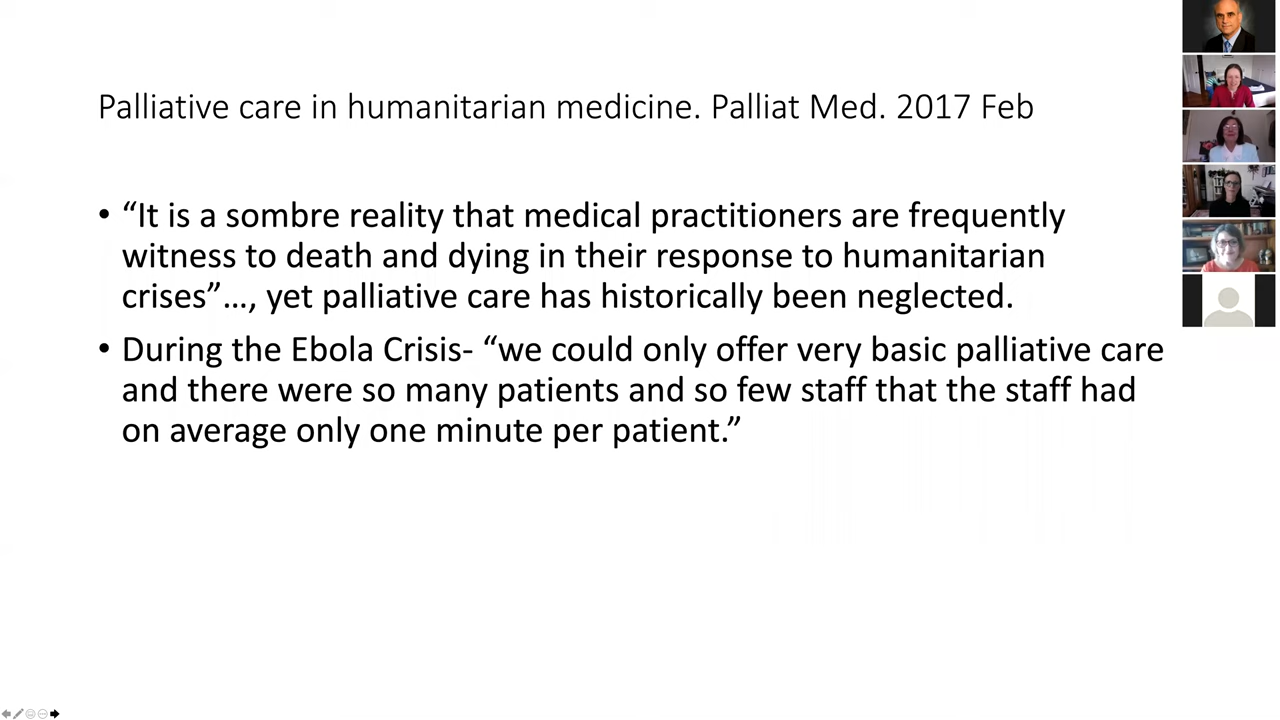 Palliative care in humanitarian medicine. Palliat Med. 2017 Feb
• “It is a sombre reality that medical practitioners are frequently
witness to death and dying in their response to humanitarian
crises”…, yet palliative care has historically been neglected.
• During the Ebola Crisis- “we could only offer very basic palliative care
and there were so many patients and so few staff that the staff had
on average only one minute per patient.”